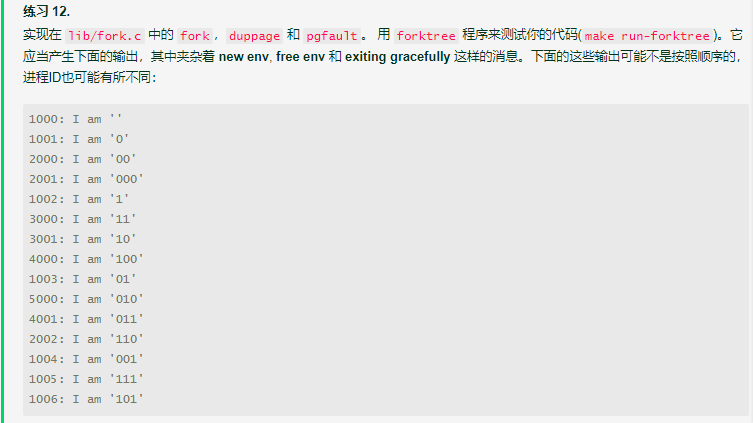 练习 12.
实现在 lib/fork.c 中的 fork，duppage 和 pgfault。 用 forktree 程序来测试你的代码(make run-forktree)。它
应当产生下面的输出，其中夹杂着 new env, free env 和 exiting gracefully 这样的消息。下面的这些输出可能不是按照顺序的，
进程ID也可能有所不同：
1000: I am ''
1001: I am '0'
2000: I am '00'
2001: I am '000'
1002: I am '1'
3000: I am '11'
3001: I am '10'
4000: I am '100'
1003: I am '01'
5000: I am '010'
4001: I am '011'
2002: I am '110'
1004: I am '001'
1005: I am '111'
1006: I am '101'